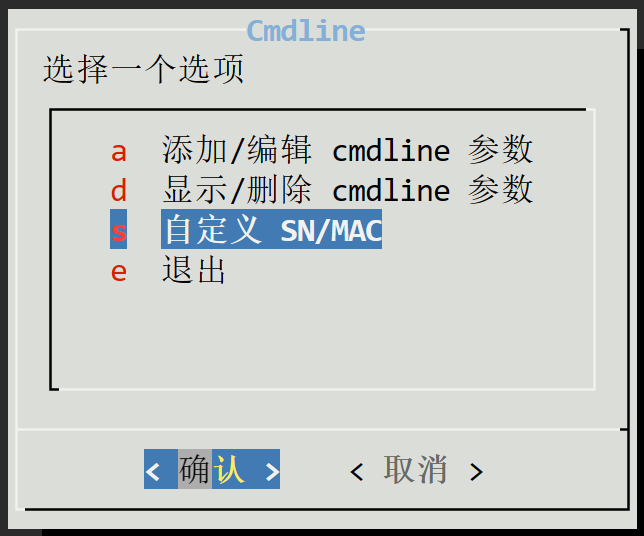 Cmdline
选择一个选项
a 添加/编辑 cmdline 参数
d 显示/删除 cmdline 参数
s 自定义 SN/MAC
e 退出
< 确认 > < 取消 >